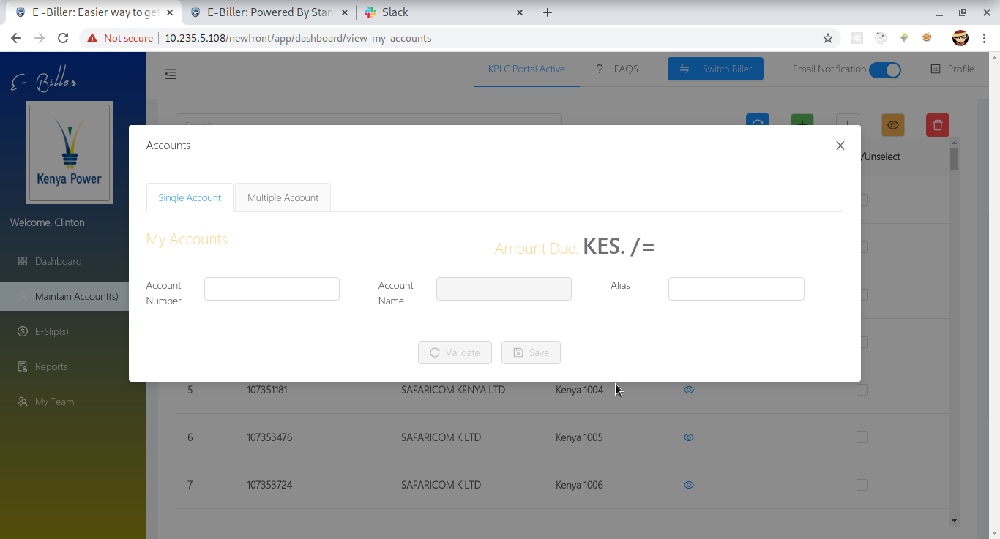 E -Biller: Easier way to get
E-Biller: Powered By Stan
Slack
Not secure
10.235.5.108/newfront/app/dashboard/view-my-accounts
E- Biller
Kenya Power
Welcome, Clinton
Dashboard
Maintain Account(s)
E-Slip(s)
Reports
My Team
KPLC Portal Active
? FAQS
Switch Biller
Email Notification
Profile
Search
/Unselect
Accounts
Single Account
Multiple Account
My Accounts
Amount Due: KES. /=
Account Number
Account Name
Alias
Validate
Save
5 107351181 SAFARICOM KENYA LTD Kenya 1004
6 107353476 SAFARICOM K LTD Kenya 1005
7 107353724 SAFARICOM K LTD Kenya 1006